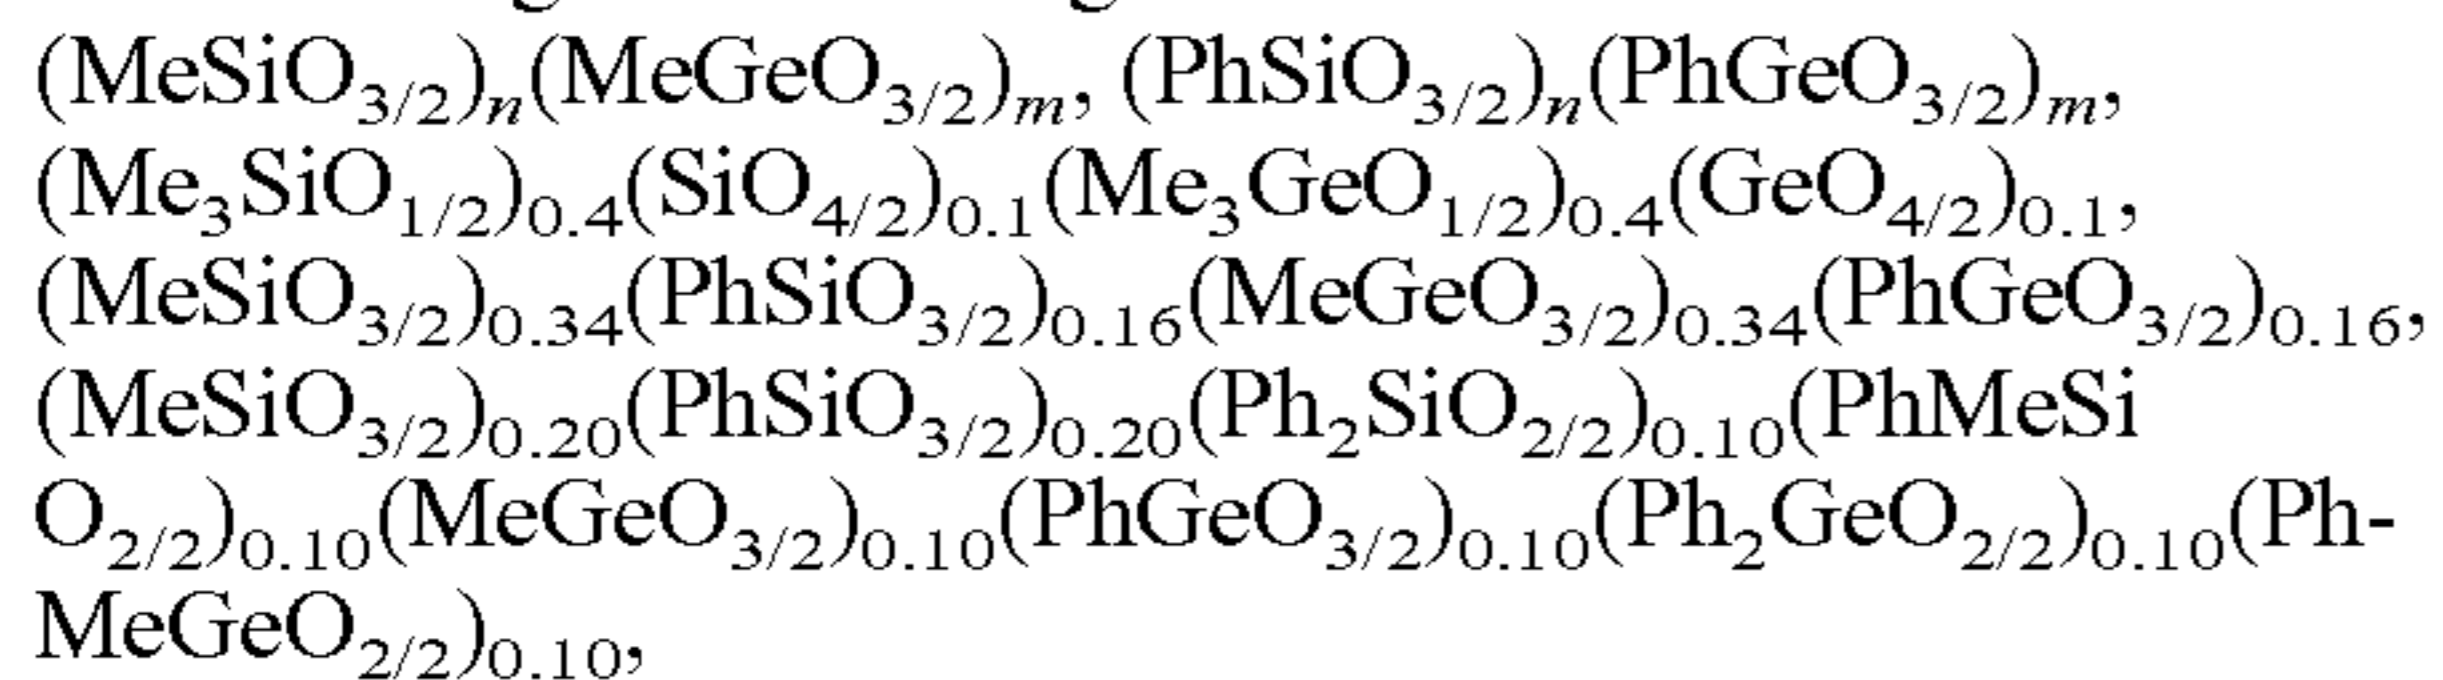 (MeSiO3/2)n(MeGeO3/2)m, (PhSiO3/2)n(PhGeO3/2)m,
(Me3SiO1/2)0.4(SiO4/2)0.1(Me3GeO1/2)0.4(GeO4/2)0.1,
(MeSiO3/2)0.34(PhSiO3/2)0.16(MeGeO3/2)0.34(PhGeO3/2)0.16,
(MeSiO3/2)0.20(PhSiO3/2)0.20(Ph2SiO2/2)0.10(PhMeSi
O2/2)0.10(MeGeO3/2)0.10(PhGeO3/2)0.10(Ph2GeO2/2)0.10(Ph-
MeGeO2/2)0.10,